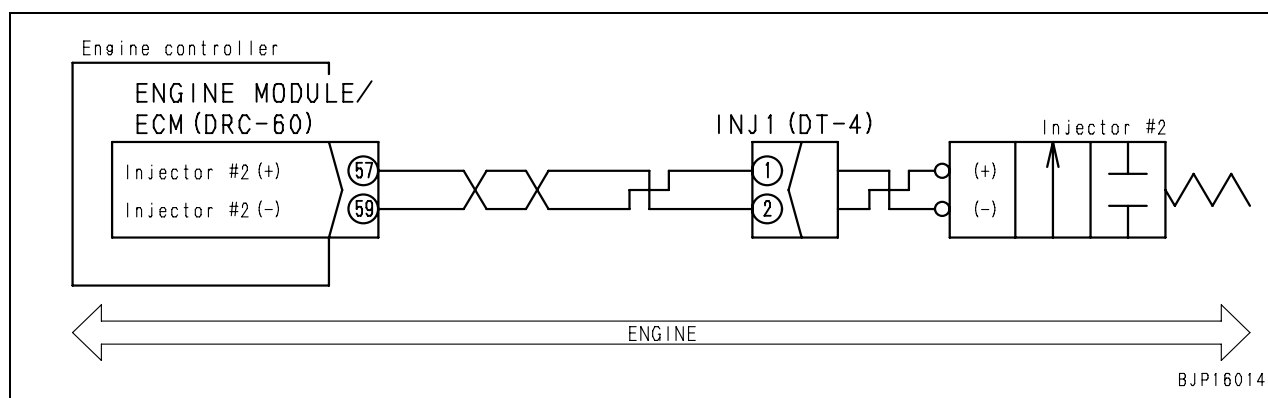 Engine controller
ENGINE MODULE/
ECM(DRC-60)
INJ1(DT-4)
Injector #2
Injector #2(+)
57
1
(+)
Injector #2(-)
59
2
(-)
ENGINE
BJP16014